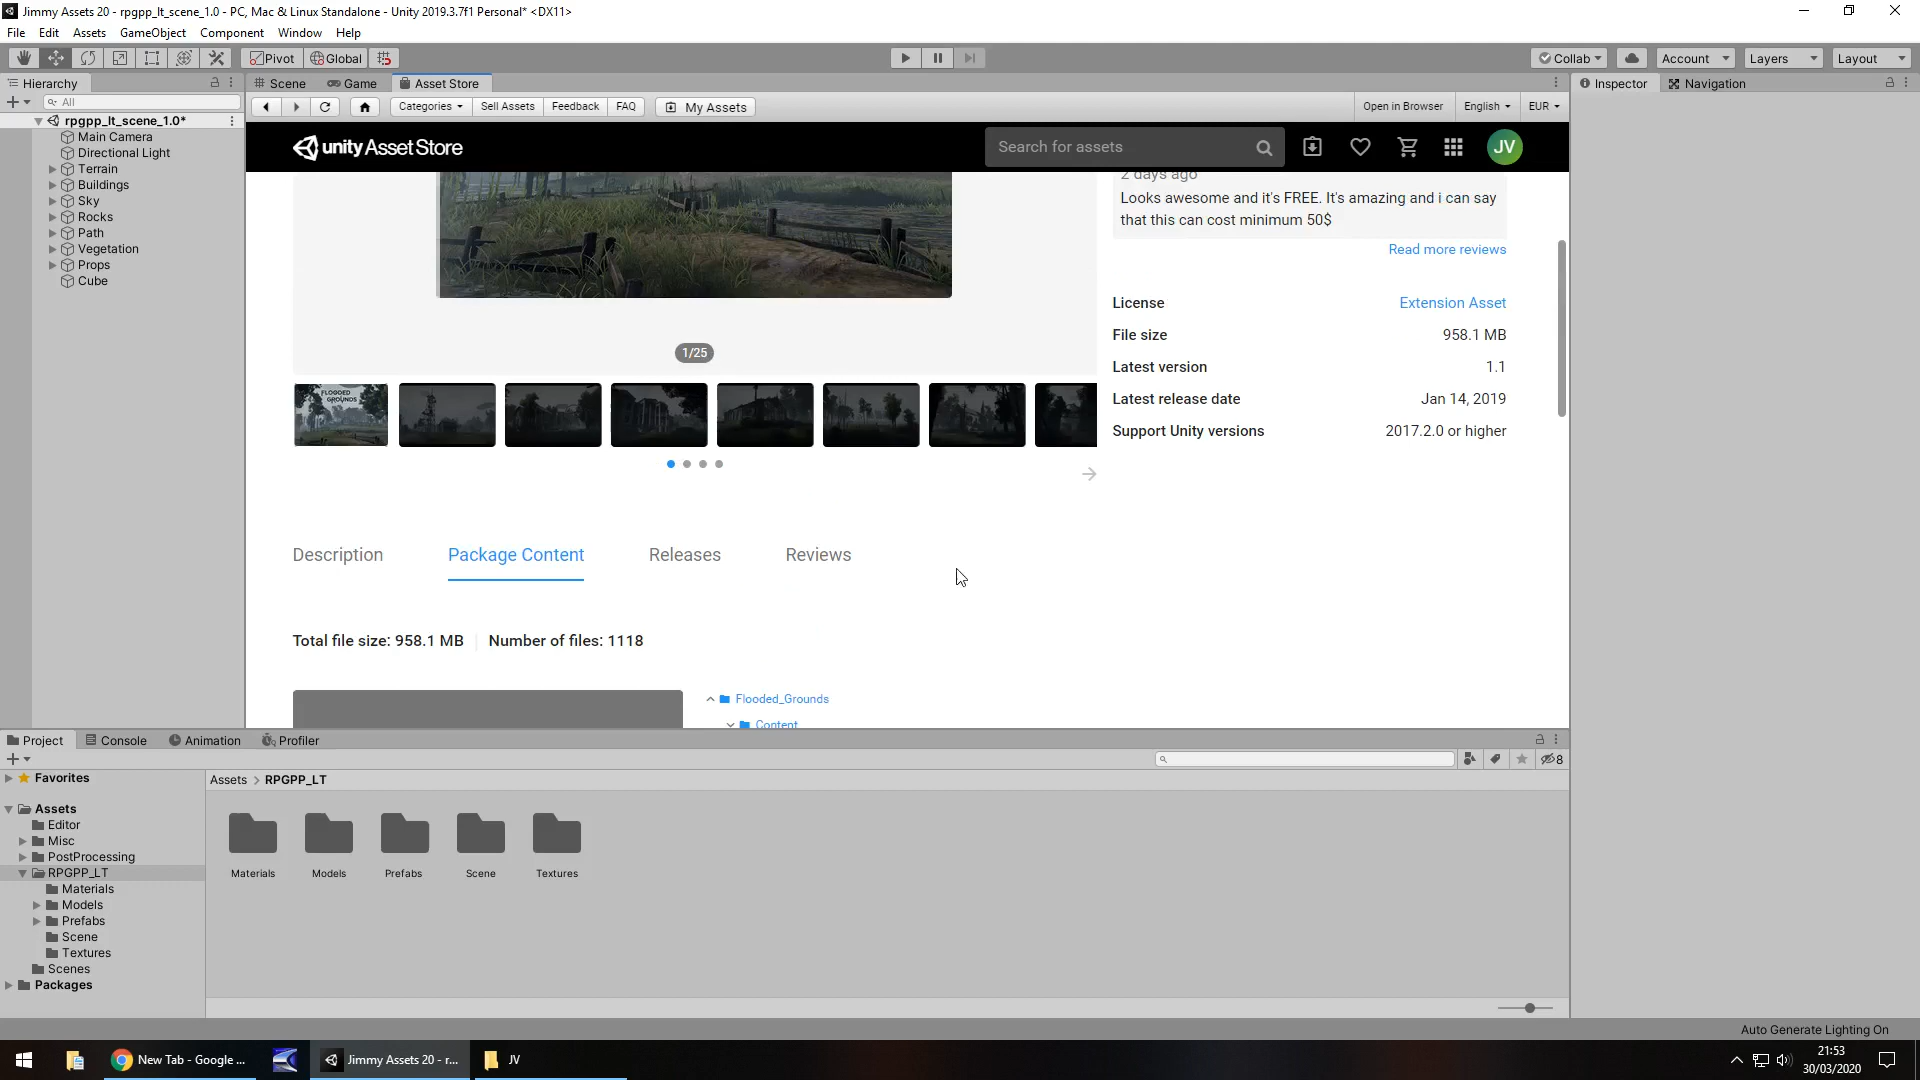 Jimmy Assets 20 - rpgpp_lt_scene_1.0 - PC, Mac & Linux Standalone - Unity 2019.3.7f1 Personal* <DX11>
File Edit Assets GameObject Component Window Help
Pivot Global Collab Account Layers Layout
Hierarchy Scene Game Asset Store Inspector Navigation
All Categories Sell Assets Feedback FAQ My Assets Open in Browser English EUR
rpgpp_lt_scene_1.0*
Main Camera
Directional Light
Terrain
Buildings
Sky
Rocks
Path
Vegetation
Props
Cube
unity Asset Store Search for assets JV
2 days ago
Looks awesome and it's FREE. It's amazing and i can say
that this can cost minimum 50$
Read more reviews
License Extension Asset
File size 958.1 MB
Latest version 1.1
Latest release date Jan 14, 2019
Support Unity versions 2017.2.0 or higher
1/25
FLOODED
GROUNDS
Description Package Content Releases Reviews
Total file size: 958.1 MB Number of files: 1118
Flooded_Grounds
Content
Project Console Animation Profiler
8
Favorites
Assets
Editor
Misc
PostProcessing
RPGPP_LT
Materials
Models
Prefabs
Scene
Textures
Scenes
Packages
Assets > RPGPP_LT
Materials Models Prefabs Scene Textures
Auto Generate Lighting On
New Tab - Google ... Jimmy Assets 20 - r... JV
21:53
30/03/2020